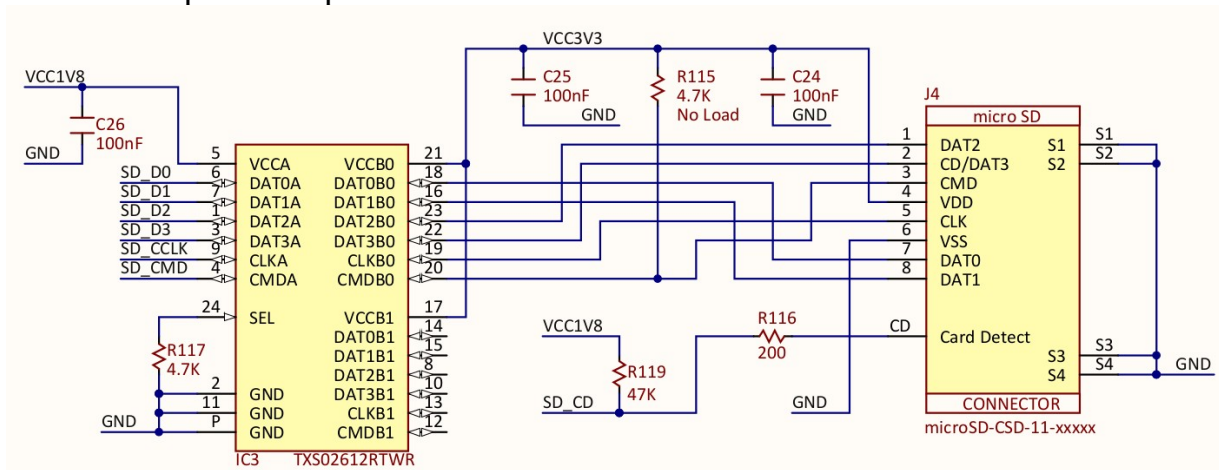 VCC3V3
VCC1V8
C26
100nF
GND
C25
100nF
GND
R115
4.7K
No Load
C24
100nF
GND
J4
micro SD
1 DAT2 S1 S1
2 CD/DAT3 S2 S2
3 CMD
4 VDD
5 CLK
6 VSS
7 DAT0
8 DAT1
CD Card Detect
S3 S3
S4 S4
GND
CONNECTOR
microSD-CSD-11-xxxxx
5 VCCA VCCB0 21
SD_D0 6 DAT0A DAT0B0 18
SD_D1 7 DAT1A DAT1B0 16
SD_D2 1 DAT2A DAT2B0 23
SD_D3 3 DAT3A DAT3B0 22
SD_CCLK 9 CLKA CLKB0 19
SD_CMD 4 CMDA CMDB0 20
24 SEL VCCB1 17
DAT0B1 14
DAT1B1 15
DAT2B1 8
DAT3B1 10
CLKB1 13
CMDB1 12
R117
4.7K
2 GND
11 GND
GND P GND
IC3 TXS02612RTWR
VCC1V8
R119
47K
SD_CD
R116
200
GND